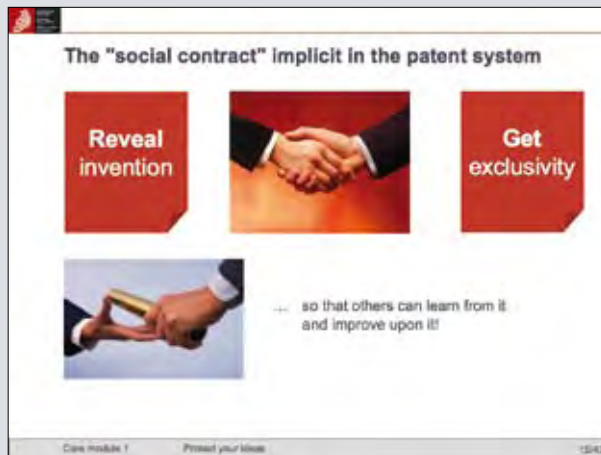 The "social contract" implicit in the patent system
Reveal
invention
Get
exclusivity
... so that others can learn from it
and improve upon it!
Core module 1 Protect your ideas